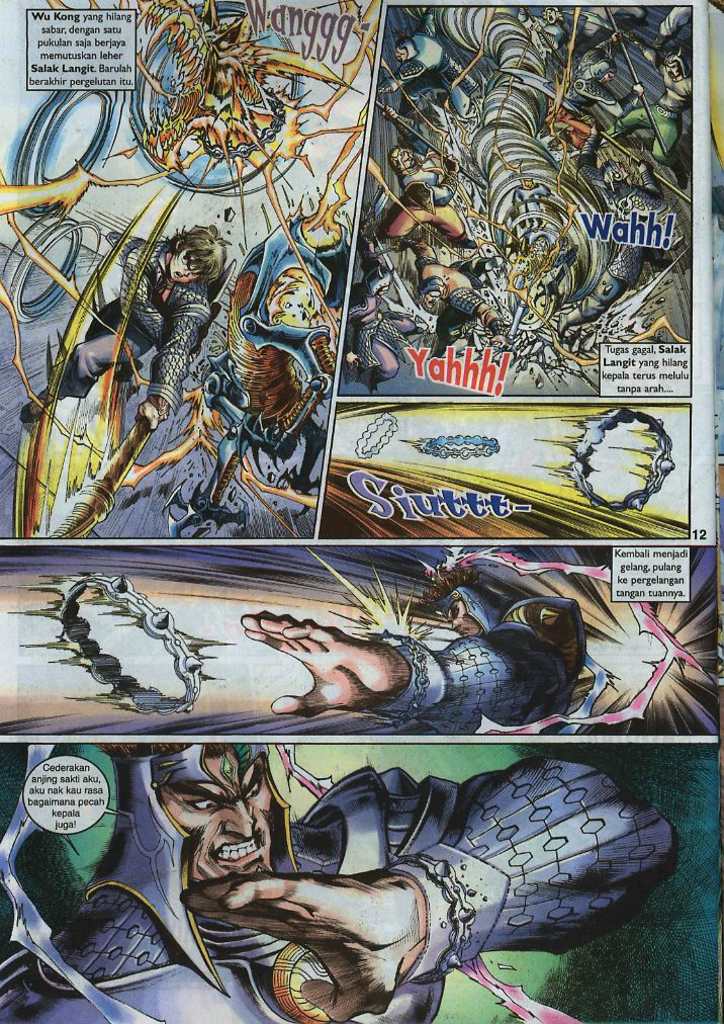 Wu Kong yang hilang
sabar, dengan satu
pukulan saja berjaya
memutuskan leher
Salak Langit. Barulah
berakhir pergelutan itu.
Wanggg-
Wahh!
Yahhh!
Tugas gagal, Salak
Langit yang hilang
kepala terus melulu
tanpa arah....
Siuttt-
12
Kembali menjadi
gelang, pulang
ke pergelangan
tangan tuannya.
Cederakan
anjing sakti aku,
aku nak kau rasa
bagaimana pecah
kepala
juga!